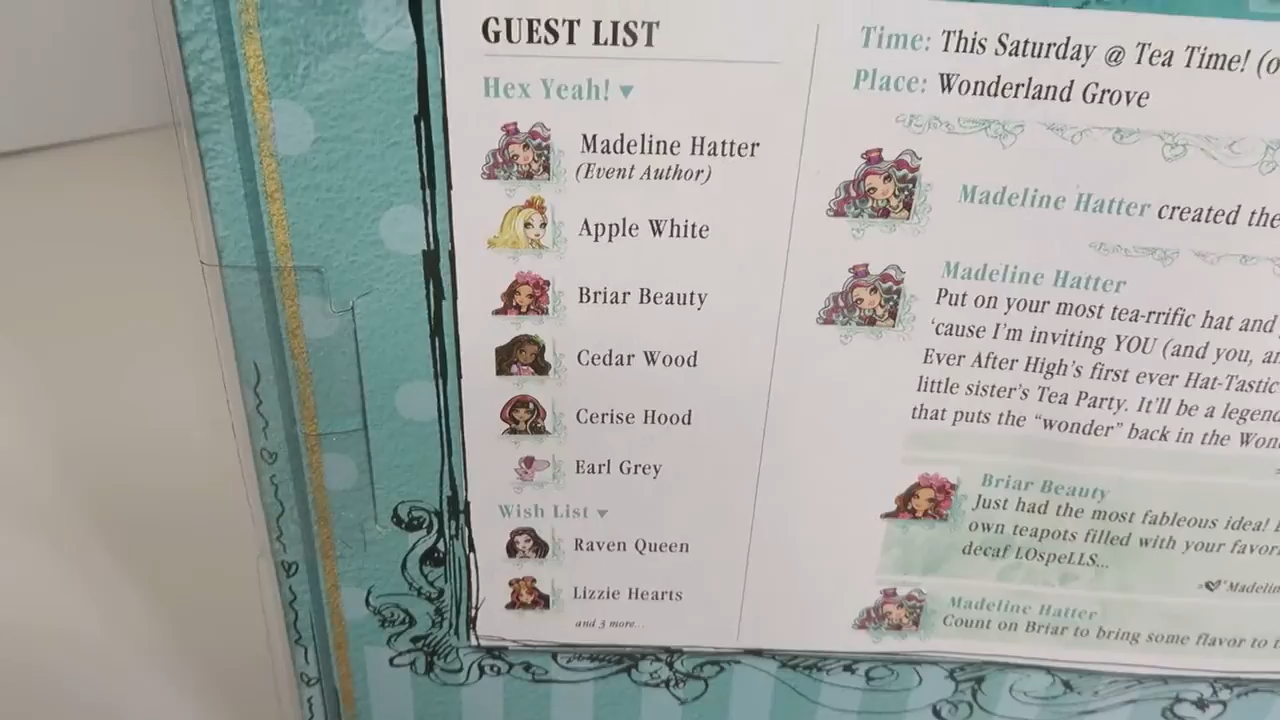 GUEST LIST
Hex Yeah!
Madeline Hatter
(Event Author)
Apple White
Briar Beauty
Cedar Wood
Cerise Hood
Earl Grey
Wish List
Raven Queen
Lizzie Hearts
and 3 more...
Time: This Saturday @ Tea Time! (o
Place: Wonderland Grove
Madeline Hatter created the
Madeline Hatter
Put on your most tea-rrific hat and
'cause I'm inviting YOU (and you, an
Ever After High's first ever Hat-Tastic
little sister's Tea Party. It'll be a legend
that puts the "wonder" back in the Won
Briar Beauty
Just had the most fableous idea! A
own teapots filled with your favor
decaf LOspeLLS...
Madelin
Madeline Hatter
Count on Briar to bring some flavor to t